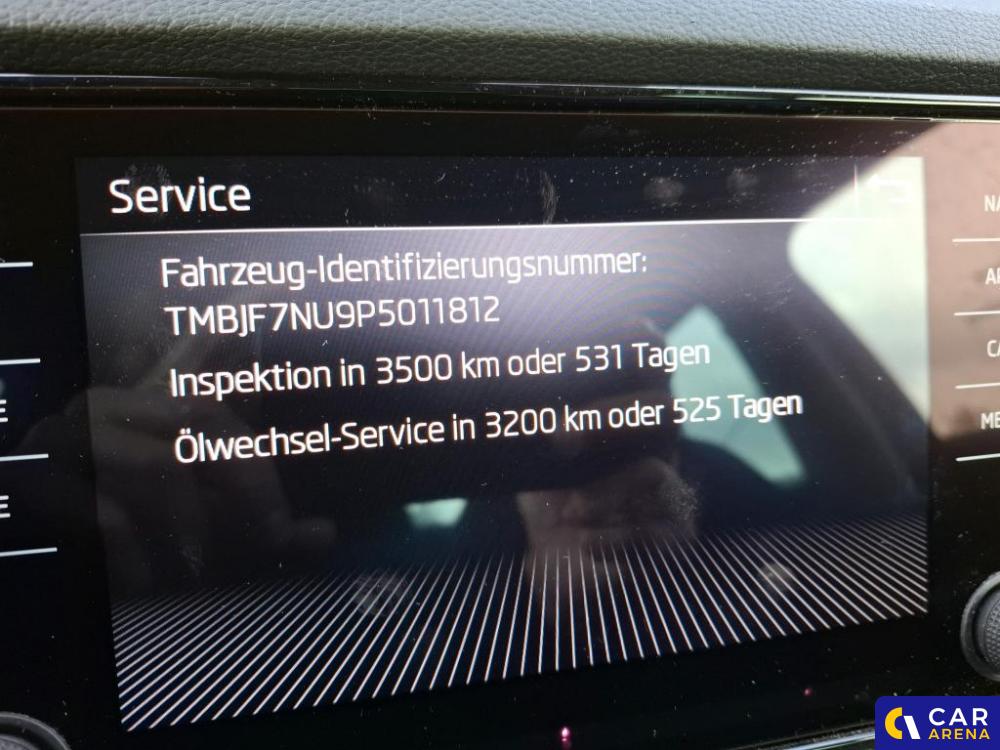 Service
Fahrzeug-Identifizierungsnummer:
TMBJF7NU9P5011812
Inspektion in 3500 km oder 531 Tagen
Ölwechsel-Service in 3200 km oder 525 Tagen
CAR
ARENA